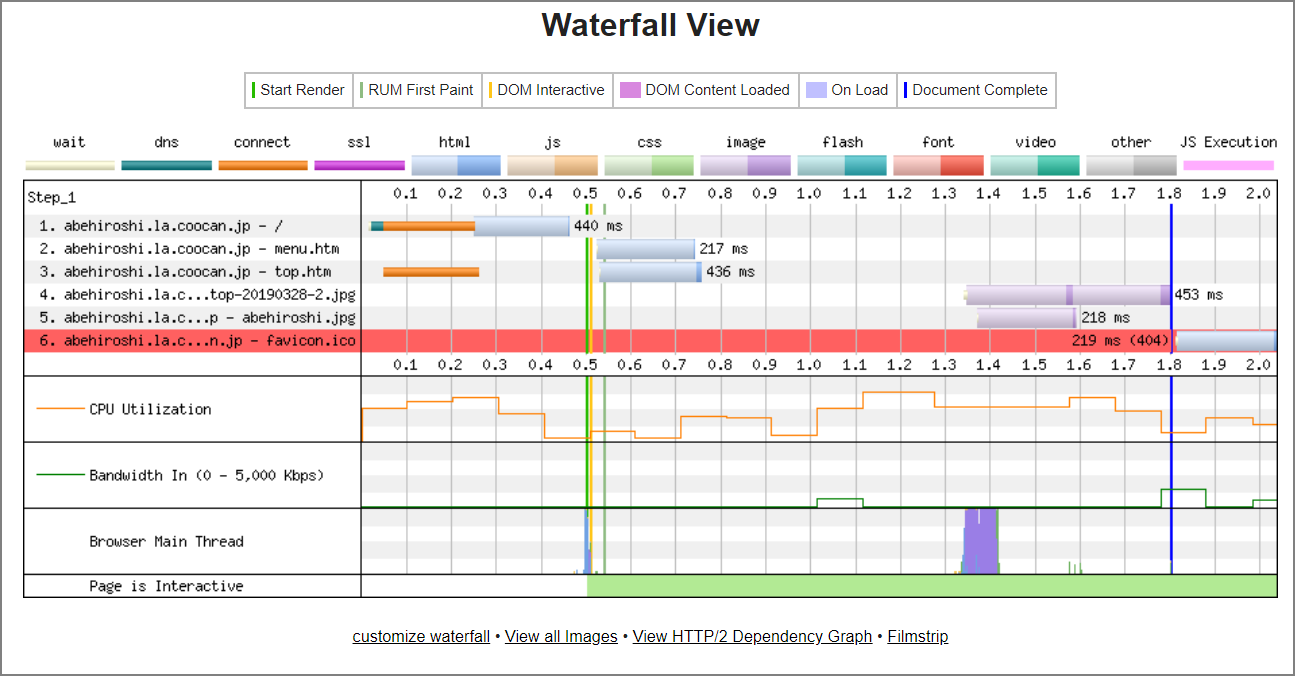 Waterfall View
Start Render RUM First Paint DOM Interactive DOM Content Loaded On Load Document Complete
wait dns connect ssl html js css image flash font video other JS Execution
Step_1 0.1 0.2 0.3 0.4 0.5 0.6 0.7 0.8 0.9 1.0 1.1 1.2 1.3 1.4 1.5 1.6 1.7 1.8 1.9 2.0
1. abehiroshi.la.coocan.jp - / 440 ms
2. abehiroshi.la.coocan.jp - menu.htm 217 ms
3. abehiroshi.la.coocan.jp - top.htm 436 ms
4. abehiroshi.la.c...top-20190328-2.jpg 453 ms
5. abehiroshi.la.c...p - abehiroshi.jpg 218 ms
6. abehiroshi.la.c...n.jp - favicon.ico 219 ms (404)
0.1 0.2 0.3 0.4 0.5 0.6 0.7 0.8 0.9 1.0 1.1 1.2 1.3 1.4 1.5 1.6 1.7 1.8 1.9 2.0
CPU Utilization
Bandwidth In (0 - 5,000 Kbps)
Browser Main Thread
Page is Interactive
customize waterfall • View all Images • View HTTP/2 Dependency Graph • Filmstrip